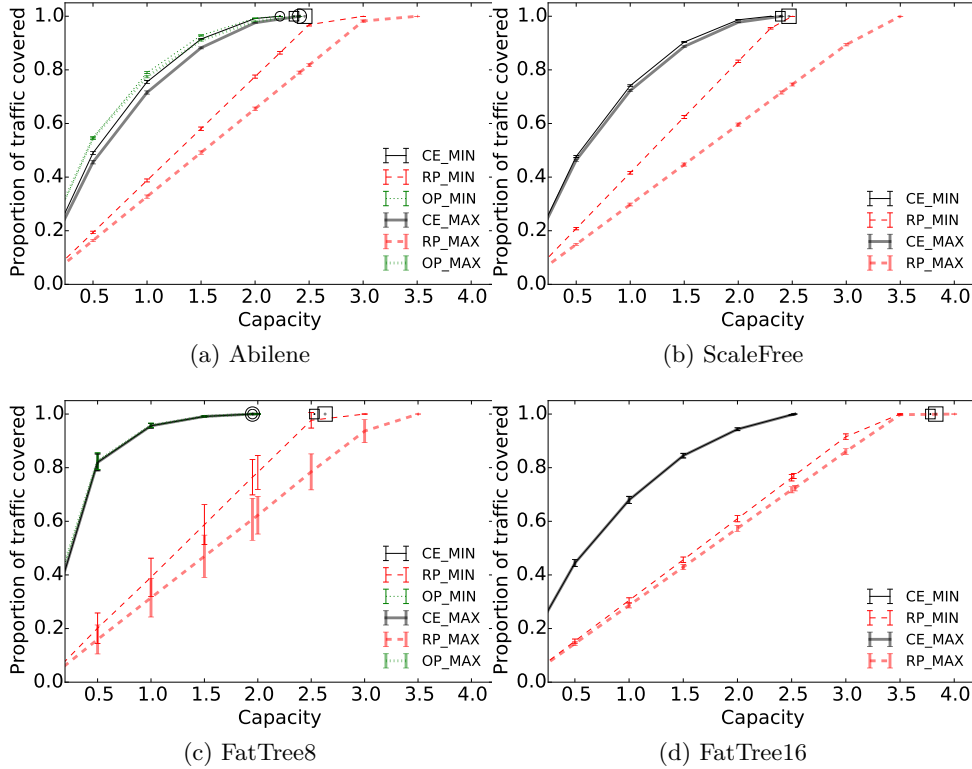 Proportion of traffic covered
1.0
0.8
0.6
0.4
0.2
0.0
CE_MIN
RP_MIN
OP_MIN
CE_MAX
RP_MAX
OP_MAX
0.5 1.0 1.5 2.0 2.5 3.0 3.5 4.0
Capacity
(a) Abilene
Proportion of traffic covered
1.0
0.8
0.6
0.4
0.2
0.0
CE_MIN
RP_MIN
CE_MAX
RP_MAX
0.5 1.0 1.5 2.0 2.5 3.0 3.5 4.0
Capacity
(b) ScaleFree
Proportion of traffic covered
1.0
0.8
0.6
0.4
0.2
0.0
CE_MIN
RP_MIN
OP_MIN
CE_MAX
RP_MAX
OP_MAX
0.5 1.0 1.5 2.0 2.5 3.0 3.5 4.0
Capacity
(c) FatTree8
Proportion of traffic covered
1.0
0.8
0.6
0.4
0.2
0.0
CE_MIN
RP_MIN
CE_MAX
RP_MAX
0.5 1.0 1.5 2.0 2.5 3.0 3.5 4.0
Capacity
(d) FatTree16